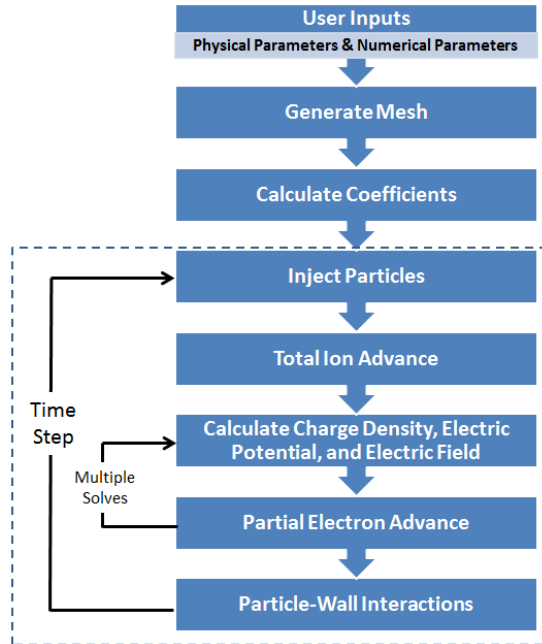 User Inputs
Physical Parameters & Numerical Parameters
Generate Mesh
Calculate Coefficients
Inject Particles
Total Ion Advance
Time
Step
Calculate Charge Density, Electric
Potential, and Electric Field
Multiple
Solves
Partial Electron Advance
Particle-Wall Interactions